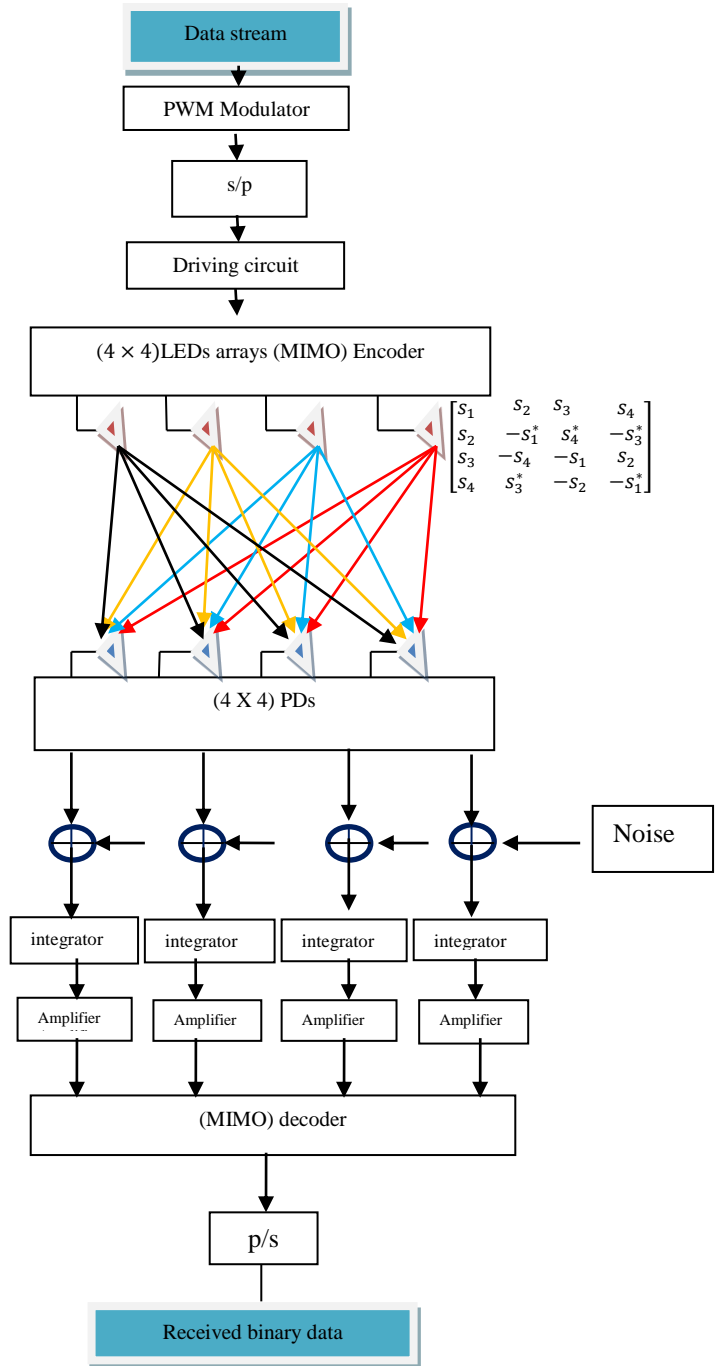 Data stream
PWM Modulator
s/p
Driving circuit
(4 × 4)LEDs arrays (MIMO) Encoder
s₁ s₂ s₃ s₄
s₂ −s₁* s₄* −s₃*
s₃ −s₄ −s₁ s₂
s₄ s₃* −s₂ −s₁*
(4 X 4) PDs
Noise
integrator integrator integrator integrator
Amplifier Amplifier Amplifier Amplifier
(MIMO) decoder
p/s
Received binary data